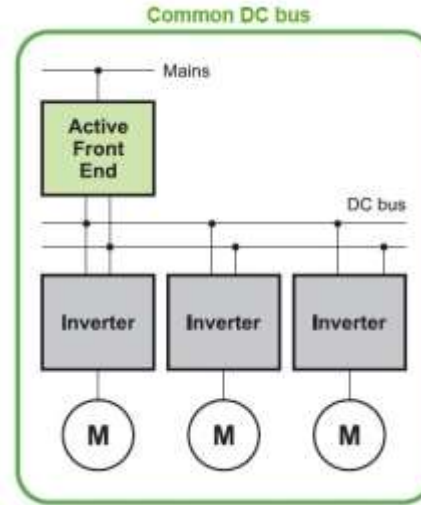 Common DC bus
Mains
Active
Front
End
DC bus
Inverter
Inverter
Inverter
M
M
M